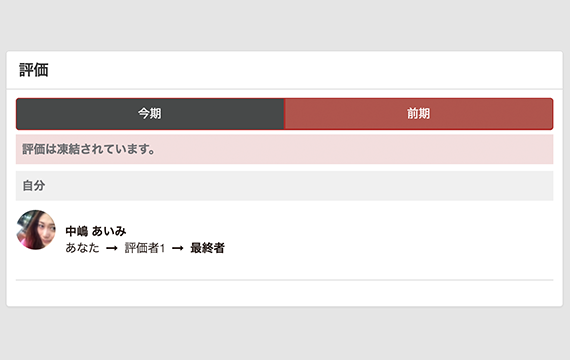 評価
今期
前期
評価は凍結されています。
自分
中嶋 あいみ
あなた → 評価者1 → 最終者